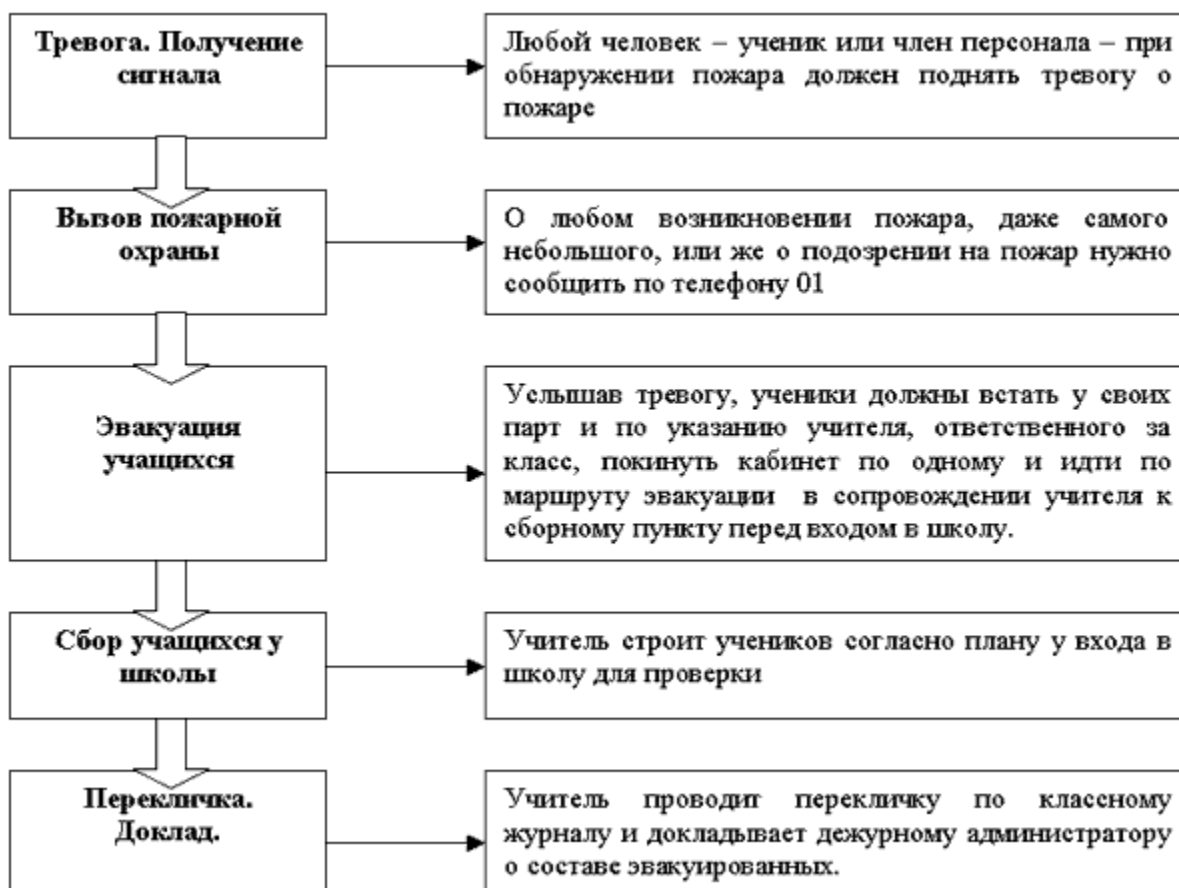 Тревога. Получение
сигнала
Любой человек – ученик или член персонала – при
обнаружении пожара должен поднять тревогу о
пожаре
Вызов пожарной
охраны
О любом возникновении пожара, даже самого
небольшого, или же о подозрении на пожар нужно
сообщить по телефону 01
Эвакуация
учащихся
Услышав тревогу, ученики должны встать у своих
парт и по указанию учителя, ответственного за
класс, покинуть кабинет по одному и идти по
маршруту эвакуации в сопровождении учителя к
сборному пункту перед входом в школу.
Сбор учащихся у
школы
Учитель строит учеников согласно плану у входа в
школу для проверки
Перекличка.
Доклад.
Учитель проводит перекличку по классному
журналу и докладывает дежурному администратору
о составе эвакуированных.